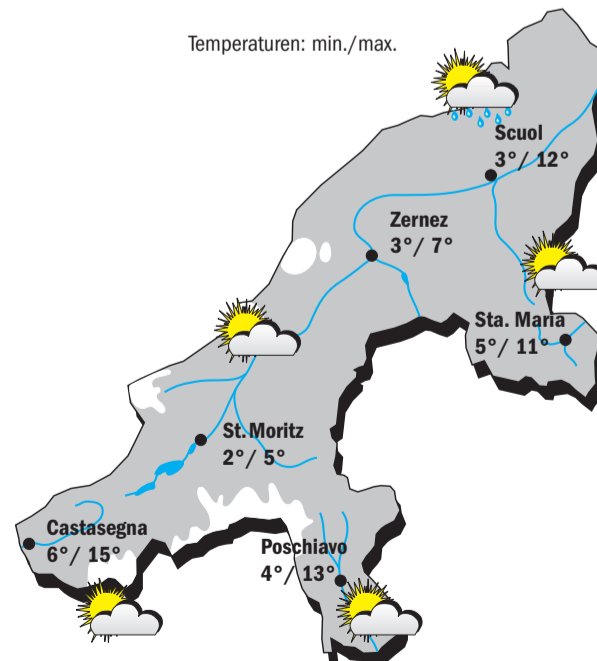 Temperaturen: min./max.
Scuol
3°/ 12°
Zernez
3°/ 7°
Sta. Maria
5°/ 11°
St. Moritz
2°/ 5°
Castasegna
6°/ 15°
Poschiavo
4°/ 13°